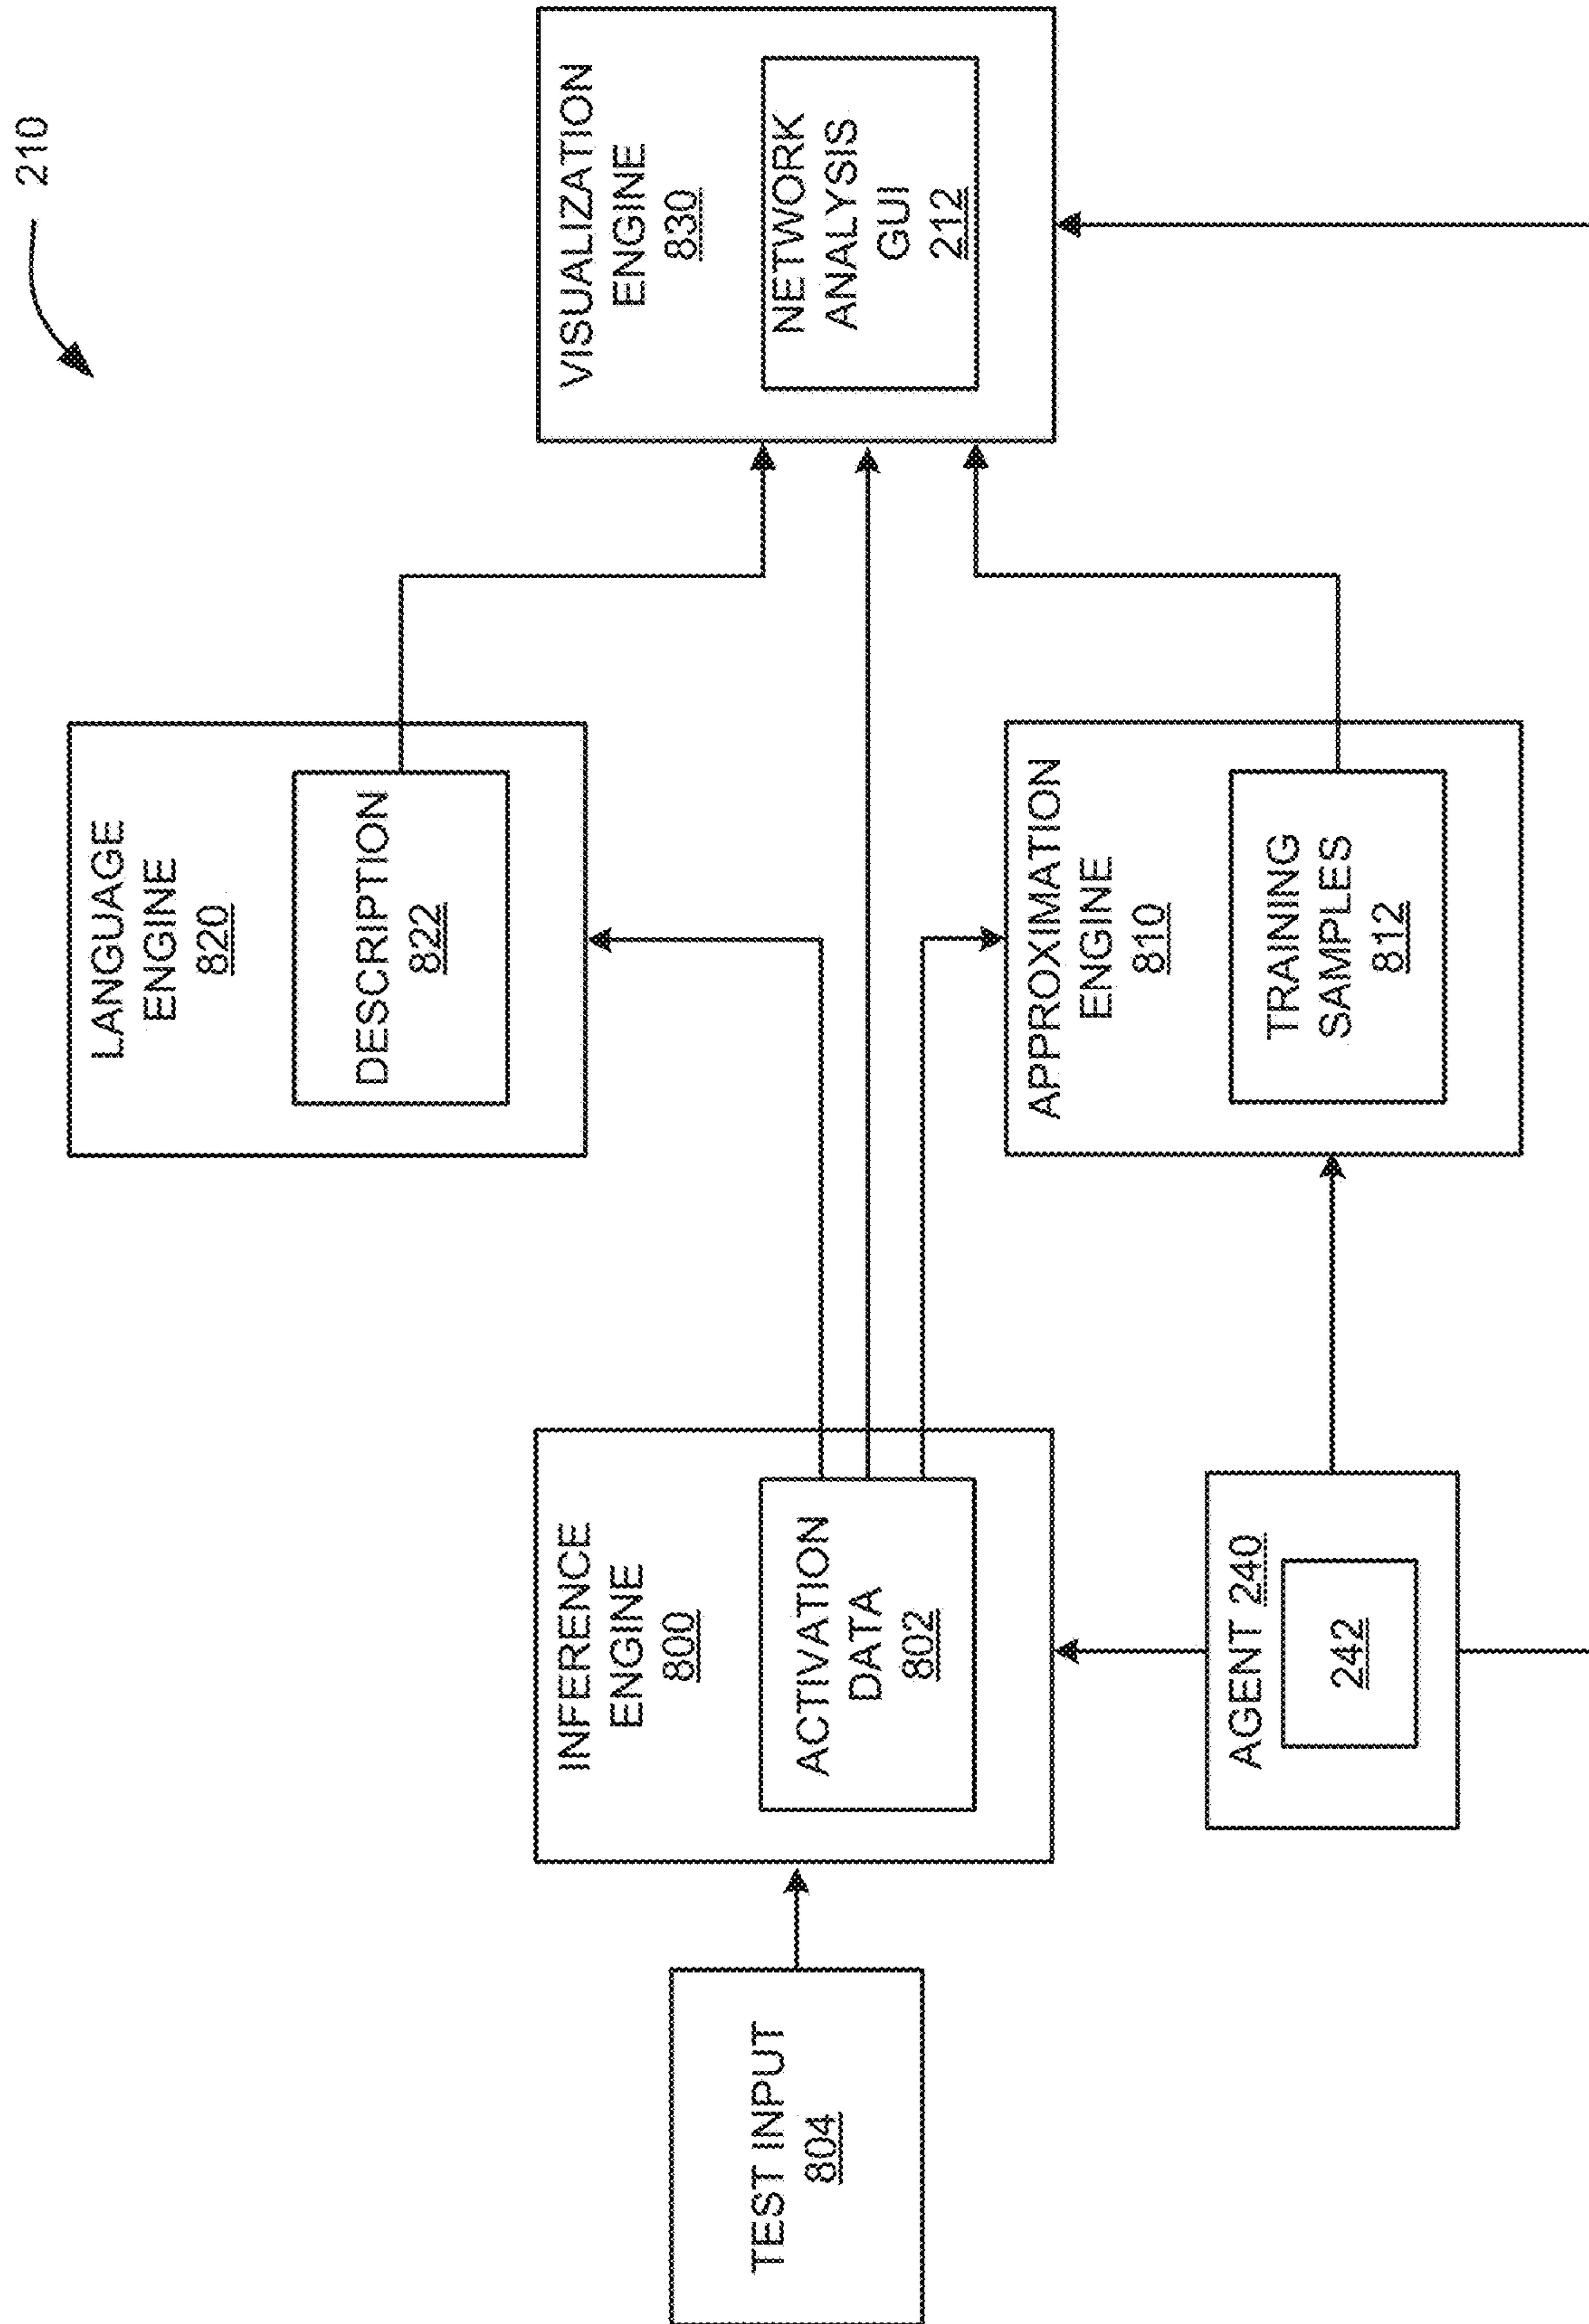 210
LANGUAGE
ENGINE
820
DESCRIPTION
822
TEST INPUT
804
INFERENCE
ENGINE
800
ACTIVATION
DATA
802
VISUALIZATION
ENGINE
830
NETWORK
ANALYSIS
GUI
212
APPROXIMATION
ENGINE
810
TRAINING
SAMPLES
812
AGENT 240
242